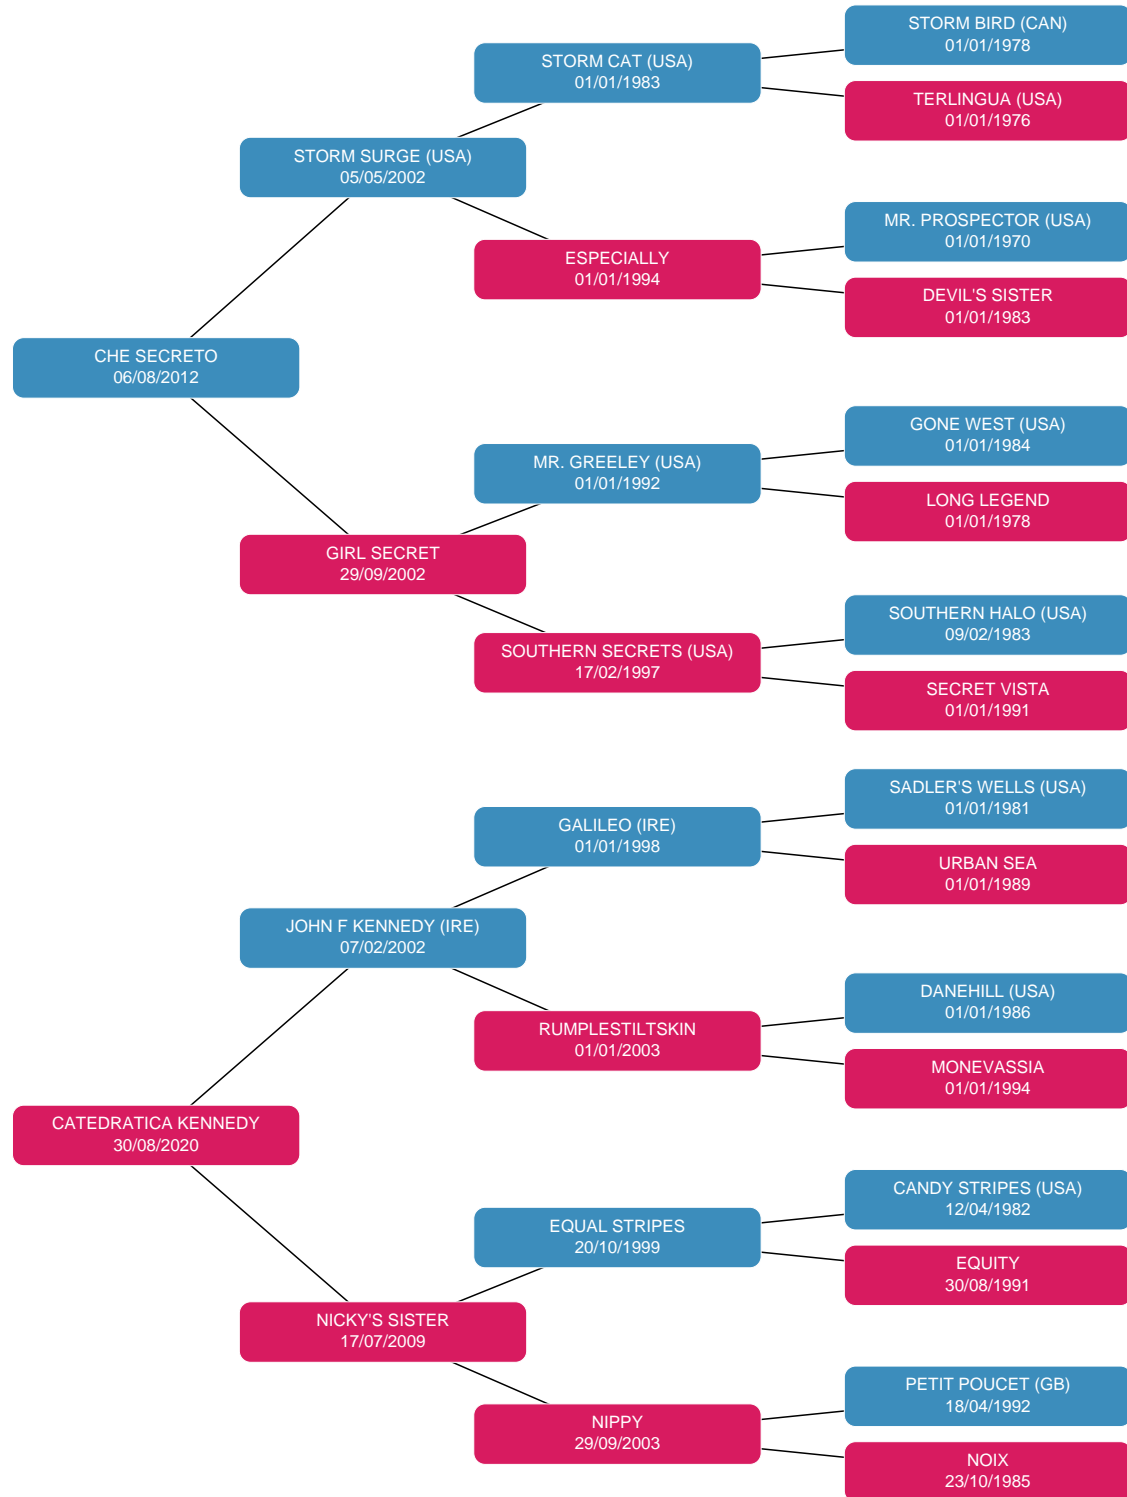 STORM BIRD (CAN)
01/01/1978
STORM CAT (USA)
01/01/1983
TERLINGUA (USA)
01/01/1976
STORM SURGE (USA)
05/05/2002
MR. PROSPECTOR (USA)
01/01/1970
ESPECIALLY
01/01/1994
DEVIL'S SISTER
01/01/1983
CHE SECRETO
06/08/2012
GONE WEST (USA)
01/01/1984
MR. GREELEY (USA)
01/01/1992
LONG LEGEND
01/01/1978
GIRL SECRET
29/09/2002
SOUTHERN HALO (USA)
09/02/1983
SOUTHERN SECRETS (USA)
17/02/1997
SECRET VISTA
01/01/1991
SADLER'S WELLS (USA)
01/01/1981
GALILEO (IRE)
01/01/1998
URBAN SEA
01/01/1989
JOHN F KENNEDY (IRE)
07/02/2002
DANEHILL (USA)
01/01/1986
RUMPLESTILTSKIN
01/01/2003
MONEVASSIA
01/01/1994
CATEDRATICA KENNEDY
30/08/2020
CANDY STRIPES (USA)
12/04/1982
EQUAL STRIPES
20/10/1999
EQUITY
30/08/1991
NICKY'S SISTER
17/07/2009
PETIT POUCET (GB)
18/04/1992
NIPPY
29/09/2003
NOIX
23/10/1985